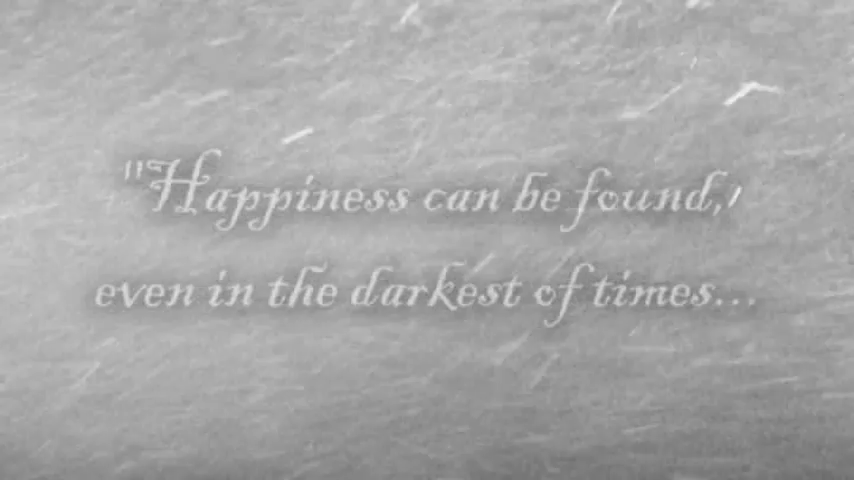 "Happiness can be found,
even in the darkest of times...